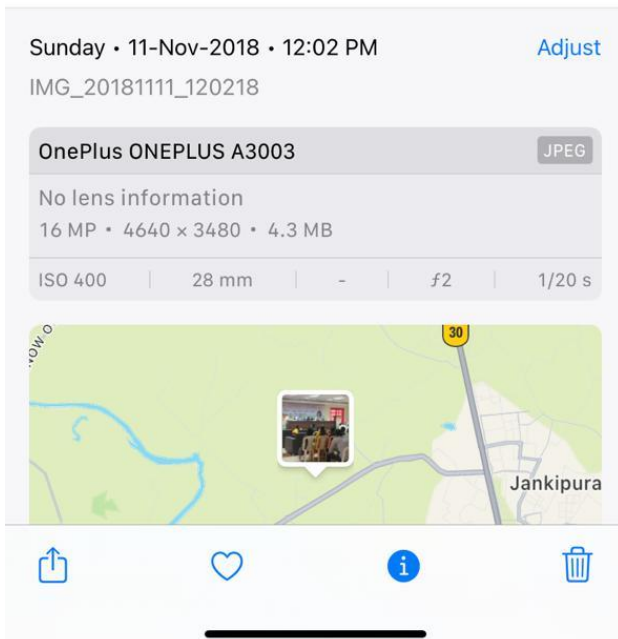 Sunday • 11-Nov-2018 • 12:02 PM Adjust
IMG_20181111_120218
OnePlus ONEPLUS A3003 JPEG
No lens information
16 MP • 4640 × 3480 • 4.3 MB
ISO 400 | 28 mm | - | ƒ2 | 1/20 s
30
Now o
Jankipura